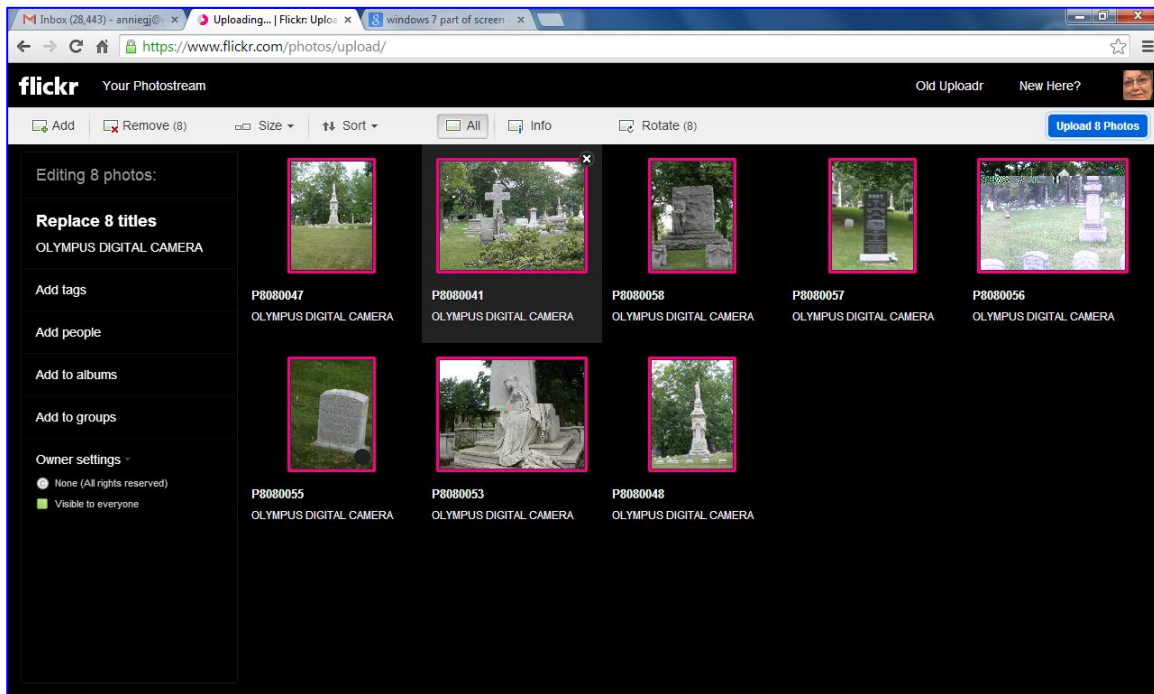 Inbox (28,443) - anniegj@
Uploading... | Flickr: Uploa
windows 7 part of screen
https://www.flickr.com/photos/upload/
flickr
Your Photostream
Old Uploadr
New Here?
Add
Remove (8)
Size
Sort
All
Info
Rotate (8)
Upload 8 Photos
Editing 8 photos:
Replace 8 titles
OLYMPUS DIGITAL CAMERA
Add tags
Add people
Add to albums
Add to groups
Owner settings
None (All rights reserved)
Visible to everyone
P8080047
OLYMPUS DIGITAL CAMERA
P8080041
OLYMPUS DIGITAL CAMERA
P8080058
OLYMPUS DIGITAL CAMERA
P8080057
OLYMPUS DIGITAL CAMERA
P8080056
OLYMPUS DIGITAL CAMERA
P8080055
OLYMPUS DIGITAL CAMERA
P8080053
OLYMPUS DIGITAL CAMERA
P8080048
OLYMPUS DIGITAL CAMERA